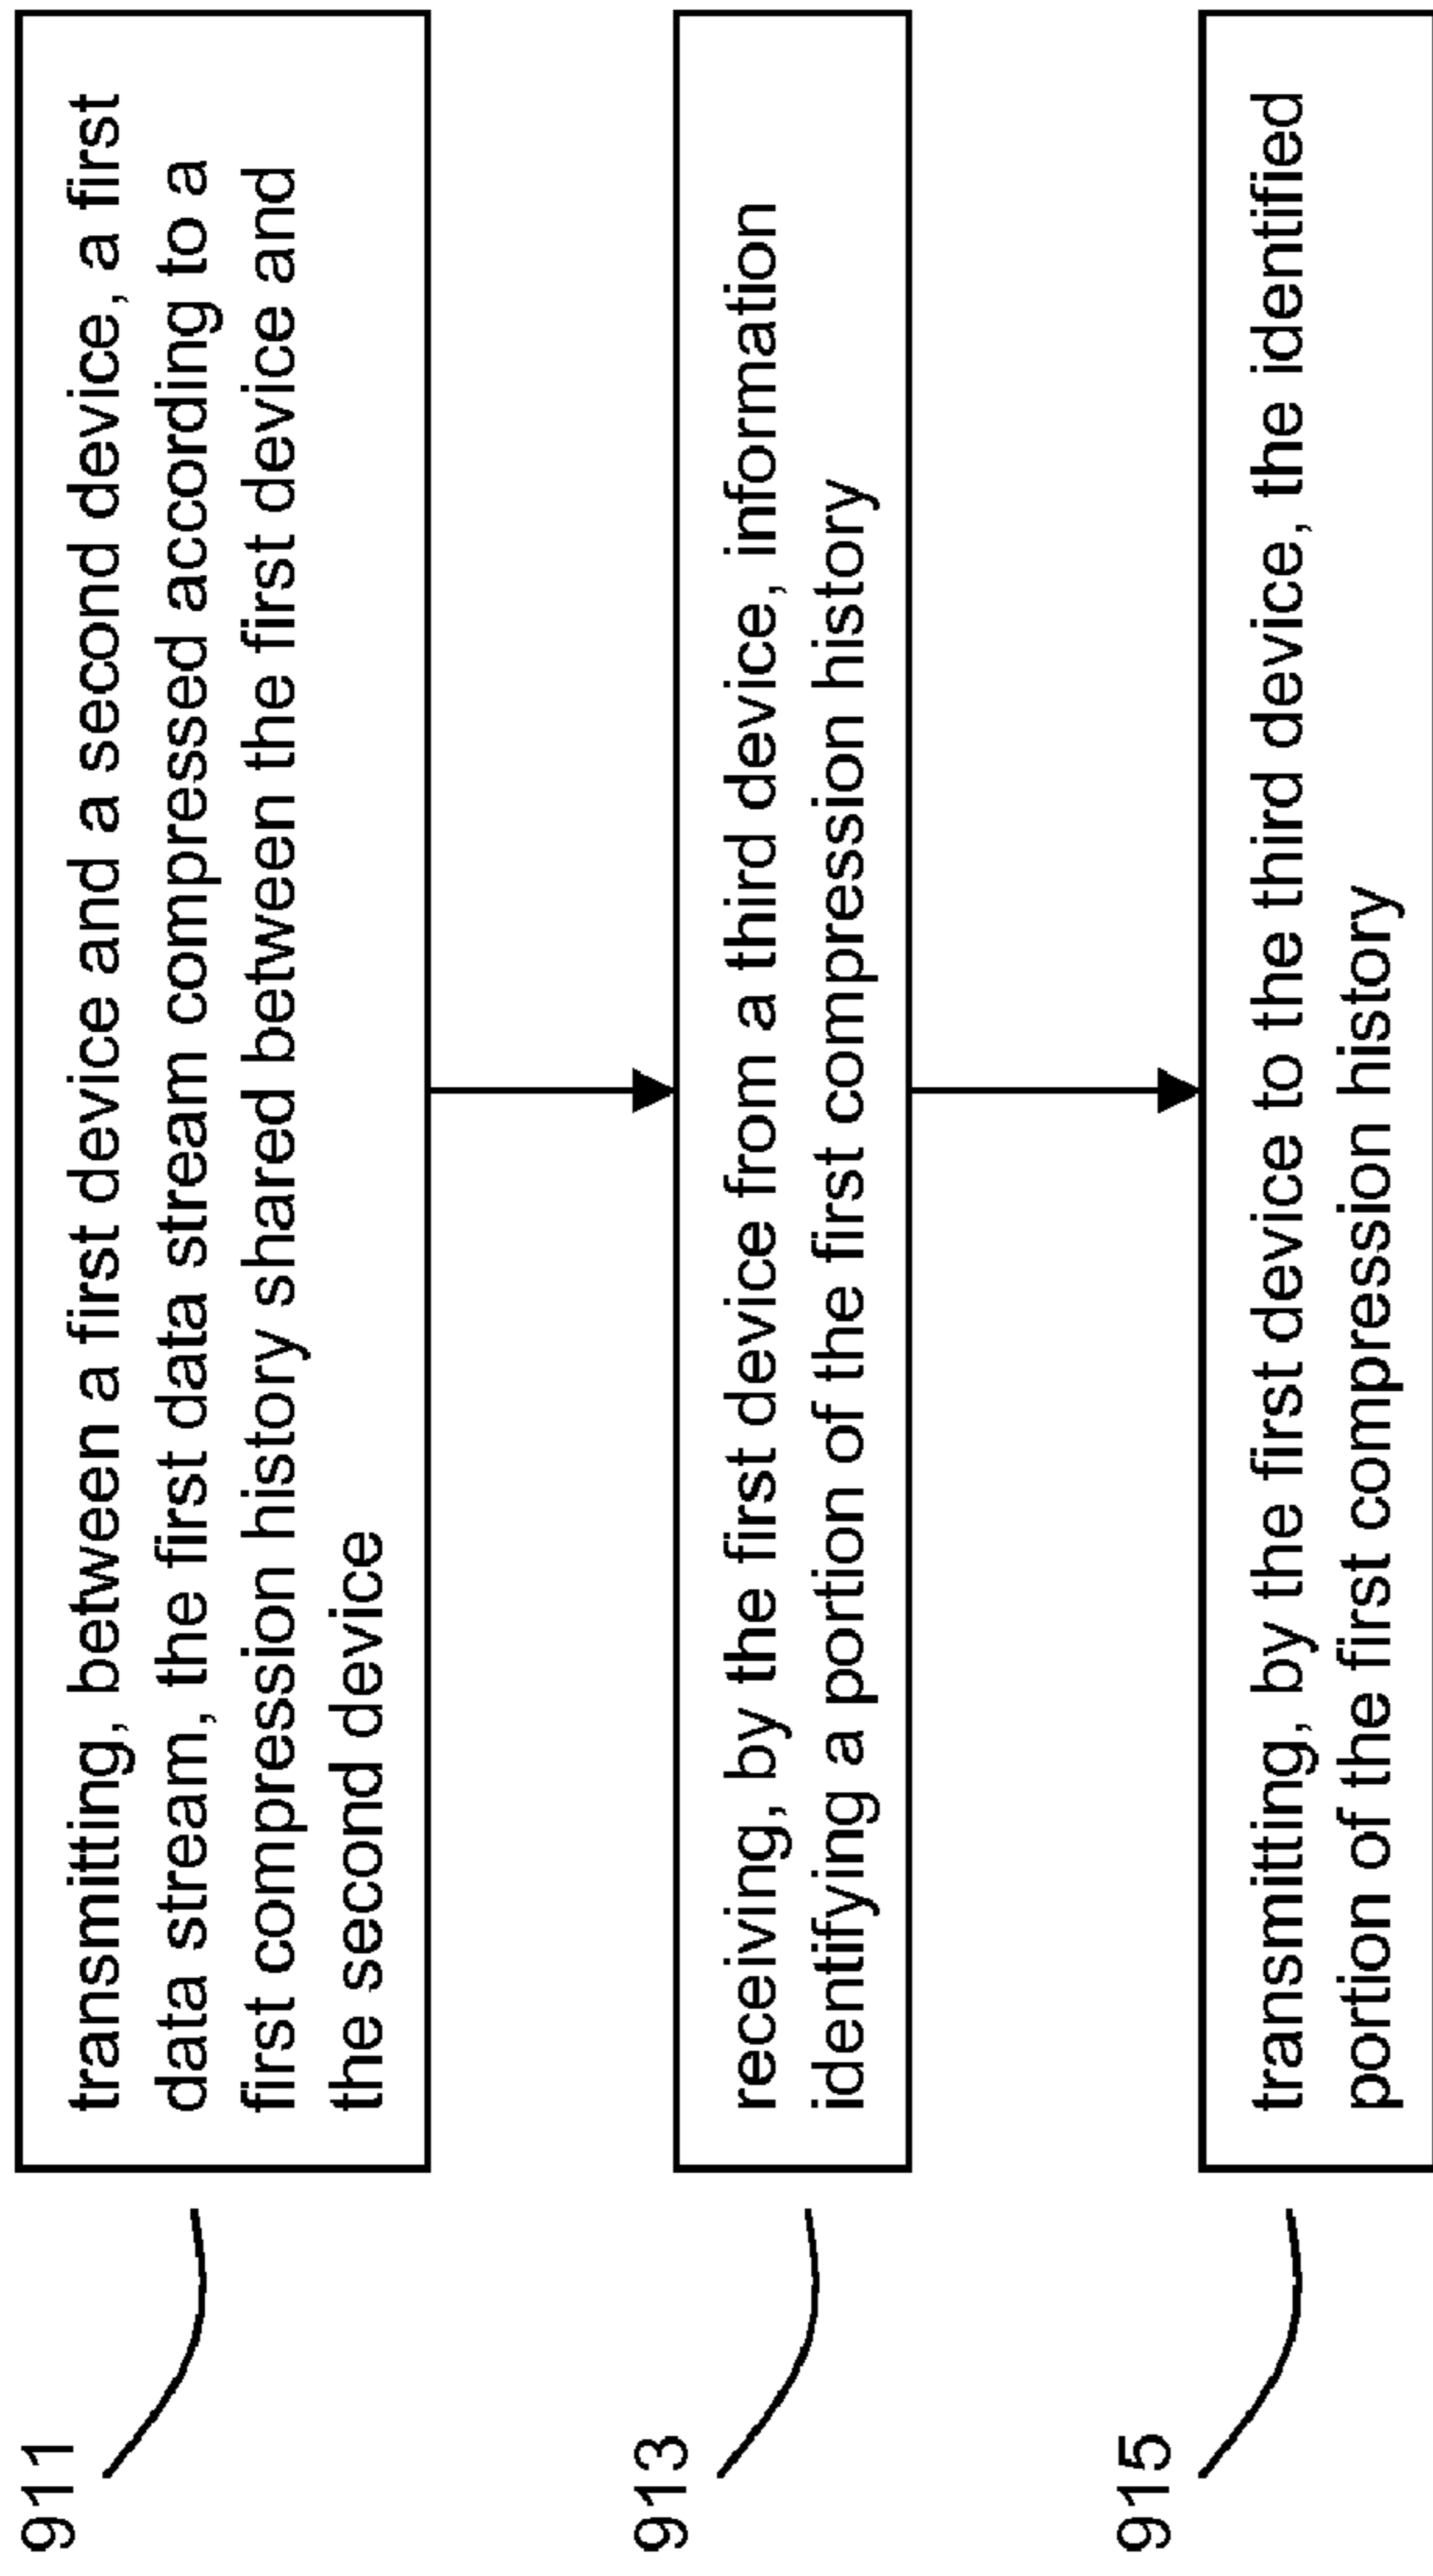 911
transmitting, between a first device and a second device, a first
data stream, the first data stream compressed according to a
first compression history shared between the first device and
the second device
913
receiving, by the first device from a third device, information
identifying a portion of the first compression history
915
transmitting, by the first device to the third device, the identified
portion of the first compression history